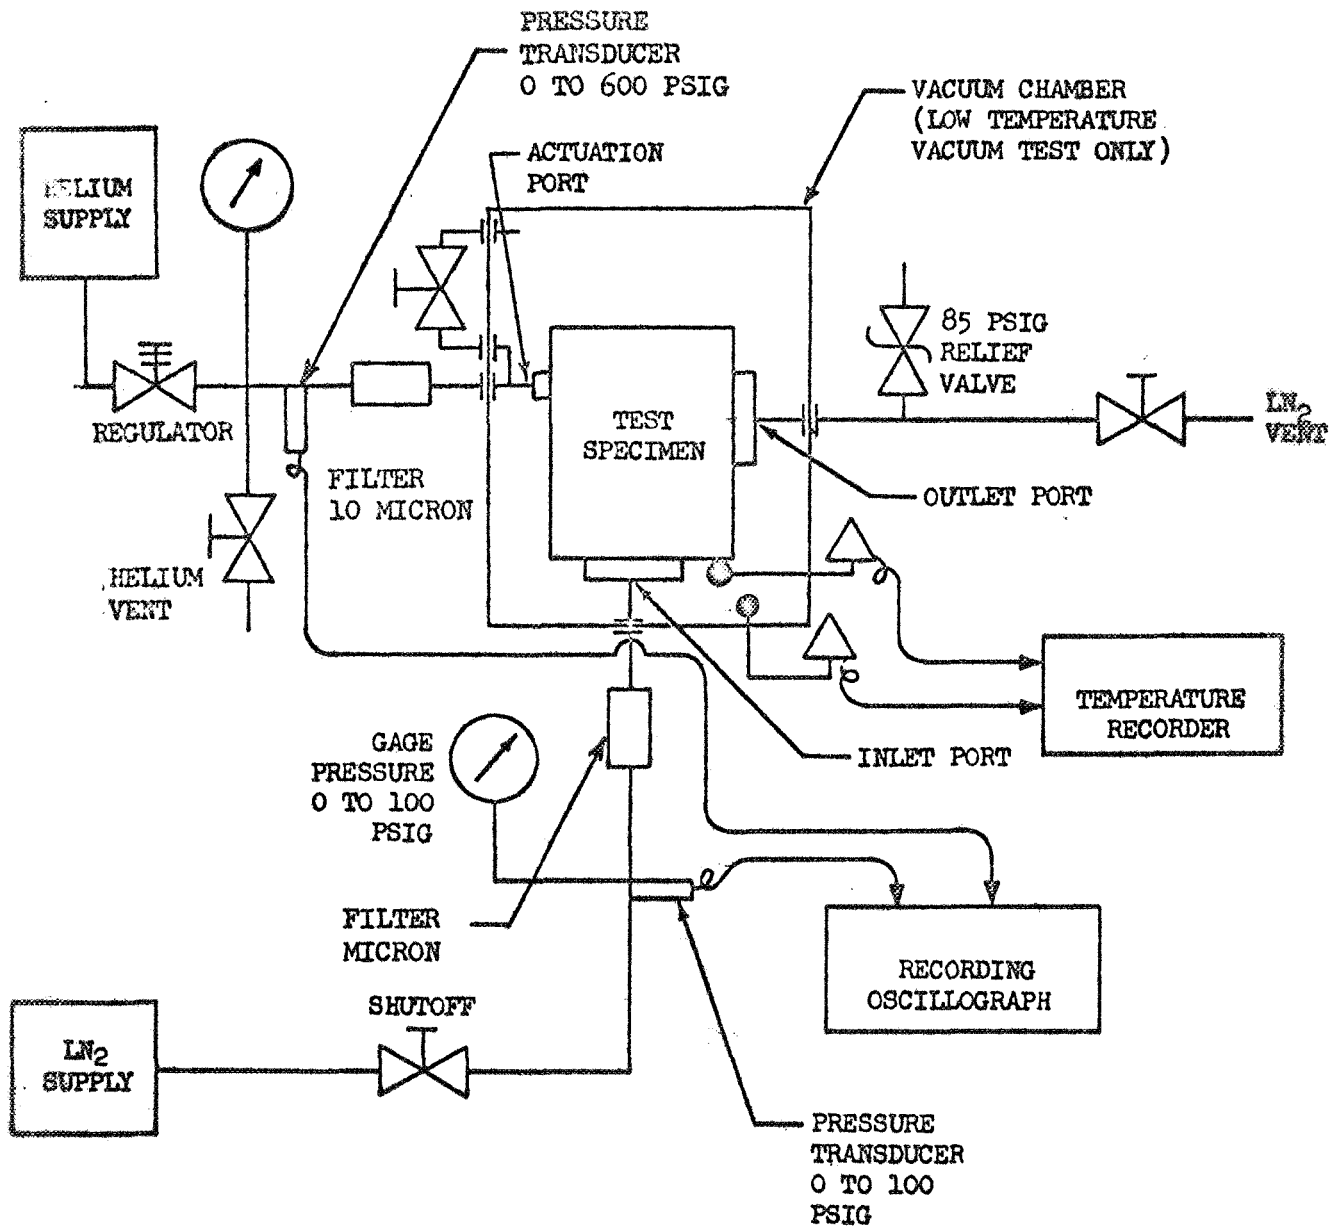 PRESSURE
TRANSDUCER
0 TO 600 PSIG
VACUUM CHAMBER
(LOW TEMPERATURE
VACUUM TEST ONLY)
ACTUATION
PORT
HELIUM
SUPPLY
85 PSIG
RELIEF
VALVE
LN2
VENT
REGULATOR
TEST
SPECIMEN
FILTER
10 MICRON
OUTLET PORT
HELIUM
VENT
TEMPERATURE
RECORDER
GAGE
PRESSURE
0 TO 100
PSIG
INLET PORT
FILTER
MICRON
RECORDING
OSCILLOGRAPH
SHUTOFF
LN2
SUPPLY
PRESSURE
TRANSDUCER
0 TO 100
PSIG